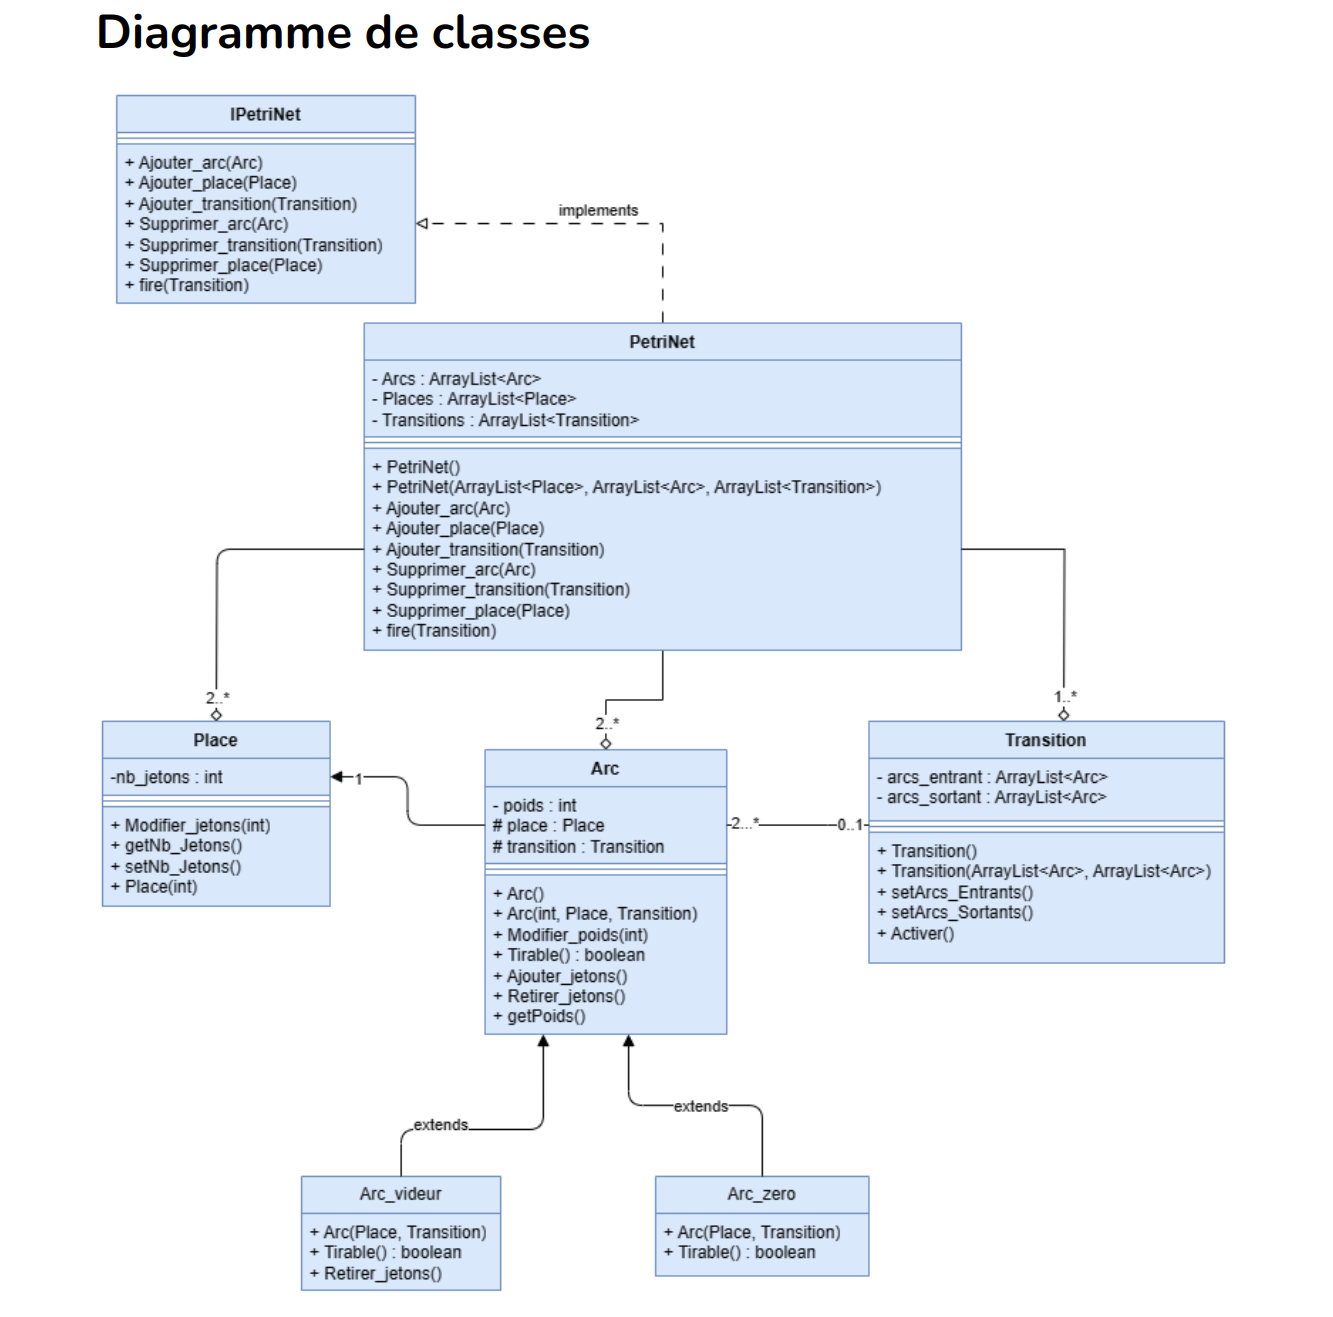 Diagramme de classes
IPetriNet
+ Ajouter_arc(Arc)
+ Ajouter_place(Place)
+ Ajouter_transition(Transition)
+ Supprimer_arc(Arc)
+ Supprimer_transition(Transition)
+ Supprimer_place(Place)
+ fire(Transition)
implements
PetriNet
- Arcs : ArrayList<Arc>
- Places : ArrayList<Place>
- Transitions : ArrayList<Transition>
+ PetriNet()
+ PetriNet(ArrayList<Place>, ArrayList<Arc>, ArrayList<Transition>)
+ Ajouter_arc(Arc)
+ Ajouter_place(Place)
+ Ajouter_transition(Transition)
+ Supprimer_arc(Arc)
+ Supprimer_transition(Transition)
+ Supprimer_place(Place)
+ fire(Transition)
2..*
2..*
1..*
Place
-nb_jetons : int
+ Modifier_jetons(int)
+ getNb_Jetons()
+ setNb_Jetons()
+ Place(int)
1
Arc
- poids : int
# place : Place
# transition : Transition
+ Arc()
+ Arc(int, Place, Transition)
+ Modifier_poids(int)
+ Tirable() : boolean
+ Ajouter_jetons()
+ Retirer_jetons()
+ getPoids()
2...*
0..1
Transition
- arcs_entrant : ArrayList<Arc>
- arcs_sortant : ArrayList<Arc>
+ Transition()
+ Transition(ArrayList<Arc>, ArrayList<Arc>)
+ setArcs_Entrants()
+ setArcs_Sortants()
+ Activer()
extends
extends
Arc_videur
+ Arc(Place, Transition)
+ Tirable() : boolean
+ Retirer_jetons()
Arc_zero
+ Arc(Place, Transition)
+ Tirable() : boolean